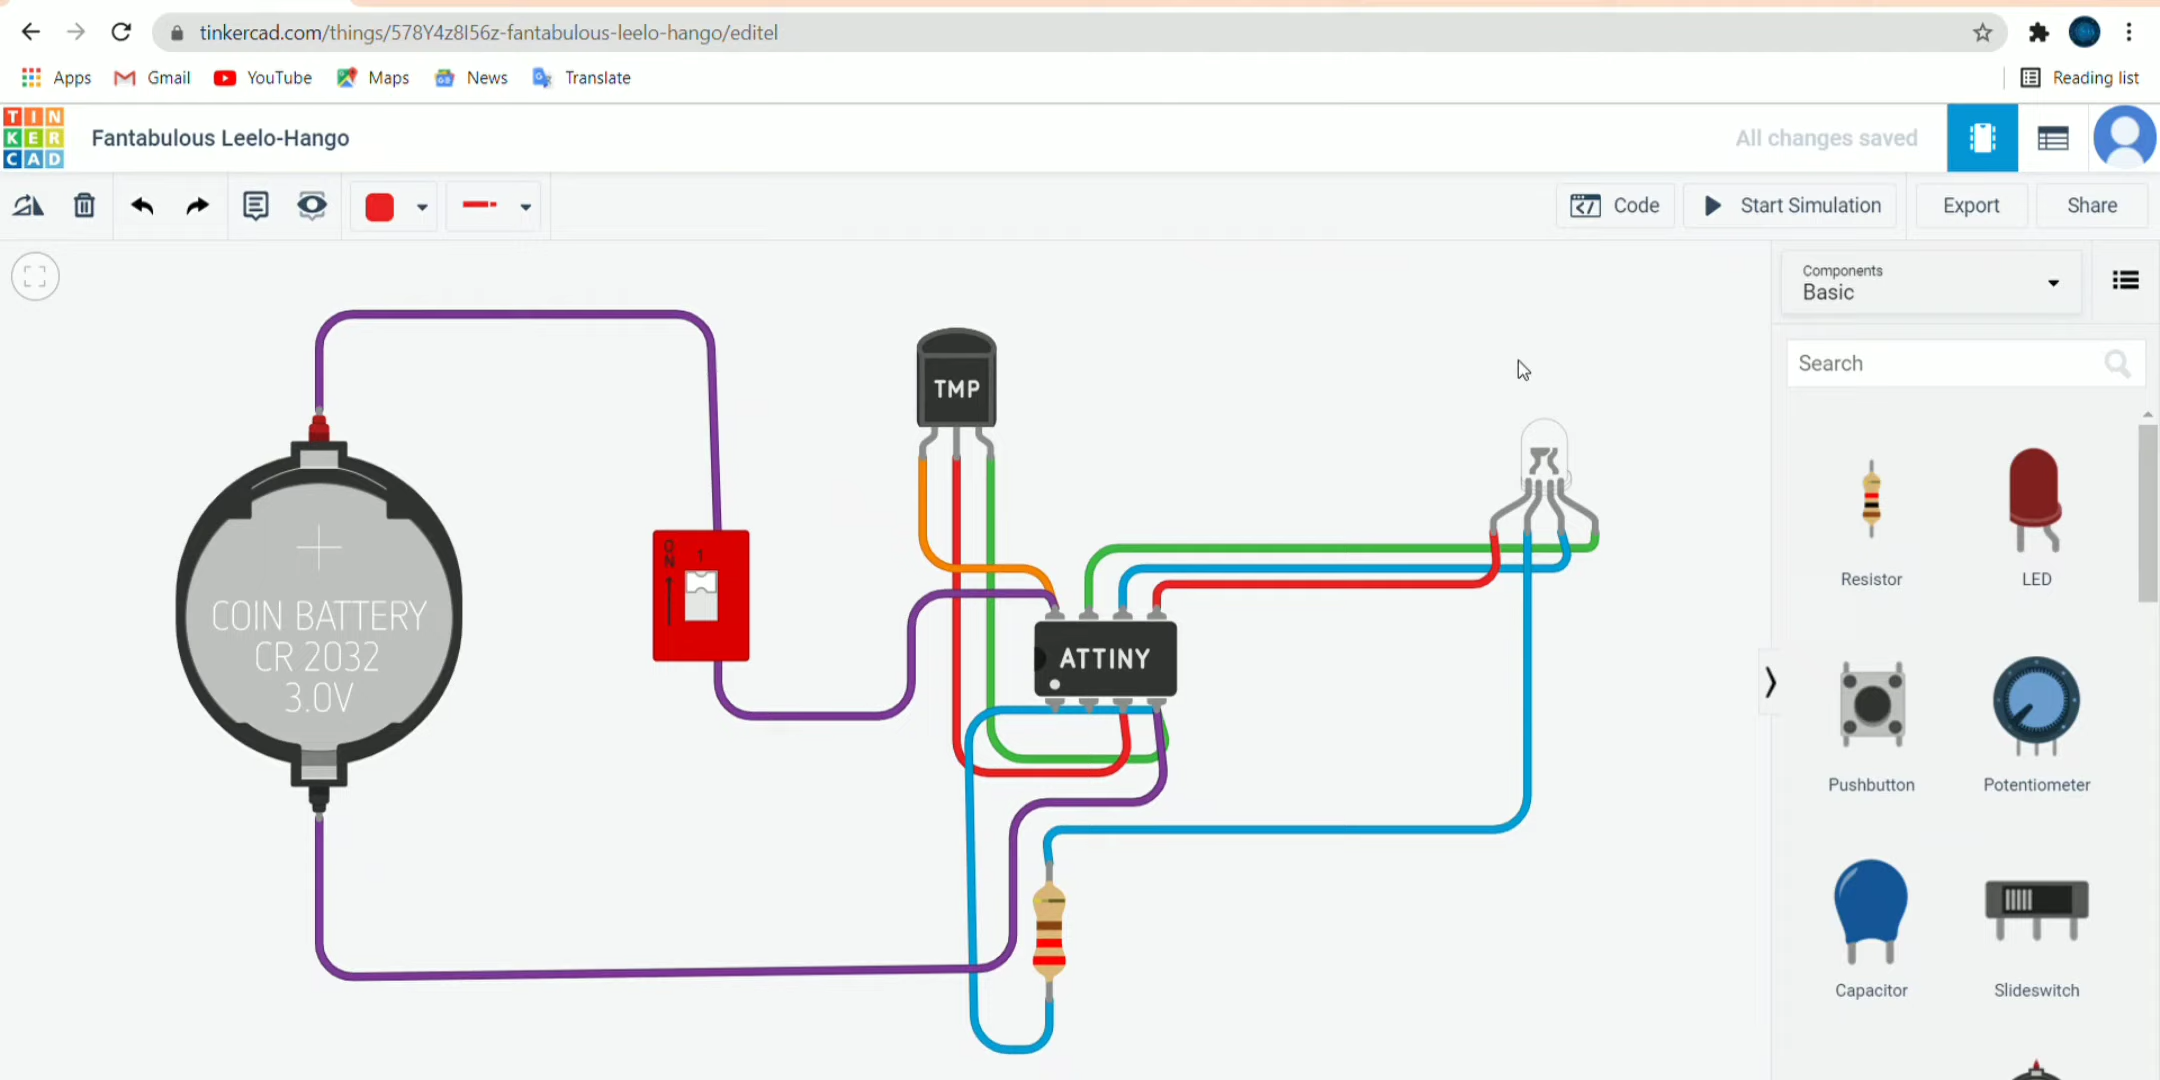 tinkercad.com/things/578Y4z8I56z-fantabulous-leelo-hango/editel
Apps Gmail YouTube Maps News Translate Reading list
TIN
KER
CAD
Fantabulous Leelo-Hango
All changes saved
Code Start Simulation Export Share
Components
Basic
Search
TMP
ON 1
COIN BATTERY
CR 2032
3.0V
ATTINY
Resistor LED
Pushbutton Potentiometer
Capacitor Slideswitch